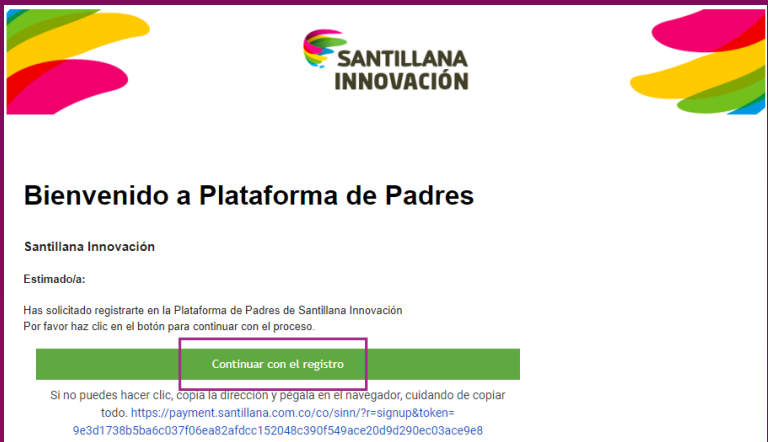 SANTILLANA
INNOVACIÓN
Bienvenido a Plataforma de Padres
Santillana Innovación
Estimado/a:
Has solicitado registrarte en la Plataforma de Padres de Santillana Innovación
Por favor haz clic en el botón para continuar con el proceso.
Continuar con el registro
Si no puedes hacer clic, copia la dirección y pégala en el navegador, cuidando de copiar
todo. https://payment.santillana.com.co/co/sinn/?r=signup&token=
9e3d1738b5ba6c037f06ea82afdcc152048c390f549ace20d9d290ec03ace9e8